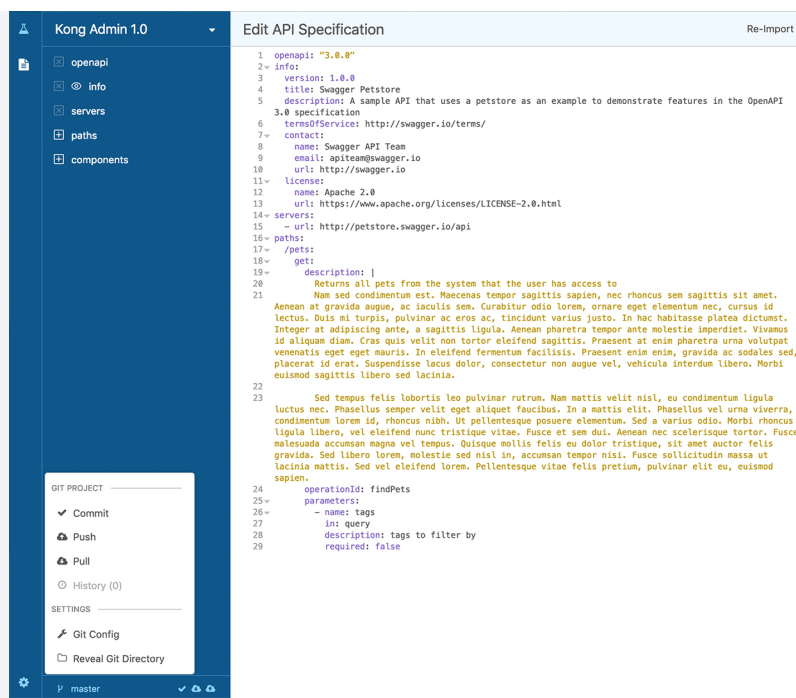 Kong Admin 1.0
openapi
info
servers
paths
components
GIT PROJECT
Commit
Push
Pull
History (0)
SETTINGS
Git Config
Reveal Git Directory
master
Edit API Specification
Re-Import
1 openapi: "3.0.0"
2 info:
3 version: 1.0.0
4 title: Swagger Petstore
5 description: A sample API that uses a petstore as an example to demonstrate features in the OpenAPI
3.0 specification
6 termsOfService: http://swagger.io/terms/
7 contact:
8 name: Swagger API Team
9 email: apiteam@swagger.io
10 url: http://swagger.io
11 license:
12 name: Apache 2.0
13 url: https://www.apache.org/licenses/LICENSE-2.0.html
14 servers:
15 - url: http://petstore.swagger.io/api
16 paths:
17 /pets:
18 get:
19 description: |
20 Returns all pets from the system that the user has access to
21 Nam sed condimentum est. Maecenas tempor sagittis sapien, nec rhoncus sem sagittis sit amet.
Aenean at gravida augue, ac iaculis sem. Curabitur odio lorem, ornare eget elementum nec, cursus id
lectus. Duis mi turpis, pulvinar ac eros ac, tincidunt varius justo. In hac habitasse platea dictumst.
Integer at adipiscing ante, a sagittis ligula. Aenean pharetra tempor ante molestie imperdiet. Vivamus
id aliquam diam. Cras quis velit non tortor eleifend sagittis. Praesent at enim pharetra urna volutpat
venenatis eget eget mauris. In eleifend fermentum facilisis. Praesent enim enim, gravida ac sodales sed,
placerat id erat. Suspendisse lacus dolor, consectetur non augue vel, vehicula interdum libero. Morbi
euismod sagittis libero sed lacinia.
22
23 Sed tempus felis lobortis leo pulvinar rutrum. Nam mattis velit nisl, eu condimentum ligula
luctus nec. Phasellus semper velit eget aliquet faucibus. In a mattis elit. Phasellus vel urna viverra,
condimentum lorem id, rhoncus nibh. Ut pellentesque posuere elementum. Sed a varius odio. Morbi rhoncus
ligula libero, vel eleifend nunc tristique vitae. Fusce et sem dui. Aenean nec scelerisque tortor. Fusce
malesuada accumsan magna vel tempus. Quisque mollis felis eu dolor tristique, sit amet auctor felis
gravida. Sed libero lorem, molestie sed nisl in, accumsan tempor nisi. Fusce sollicitudin massa ut
lacinia mattis. Sed vel eleifend lorem. Pellentesque vitae felis pretium, pulvinar elit eu, euismod
sapien.
24 operationId: findPets
25 parameters:
26 - name: tags
27 in: query
28 description: tags to filter by
29 required: false